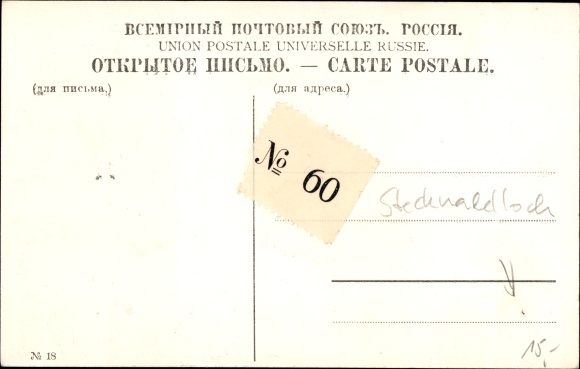 ВСЕМІРНЫЙ ПОЧТОВЫЙ СОЮЗЪ. РОССІЯ.
UNION POSTALE UNIVERSELLE RUSSIE.
ОТКРЫТОЕ ПИСЬМО. — CARTE POSTALE.
(для письма.) (для адреса.)
№ 60
№ 18
15,-